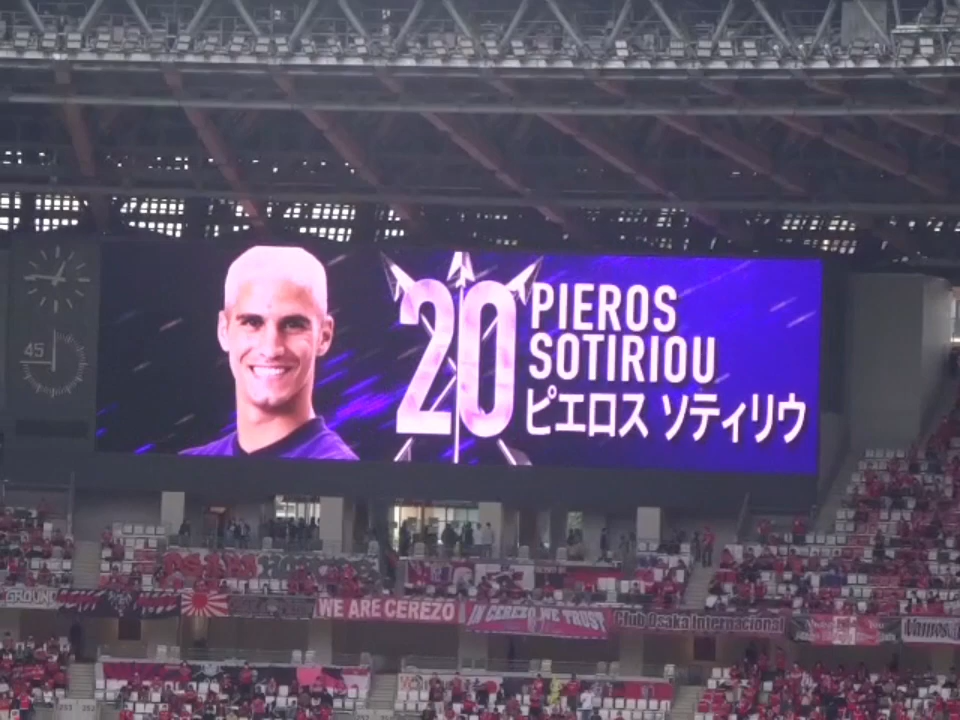 20
PIEROS
SOTIRIOU
ピエロス ソティリウ
45
GROUND
WE ARE CEREZO
IN CEREZO WE TRUST
Club Osaka Internacional